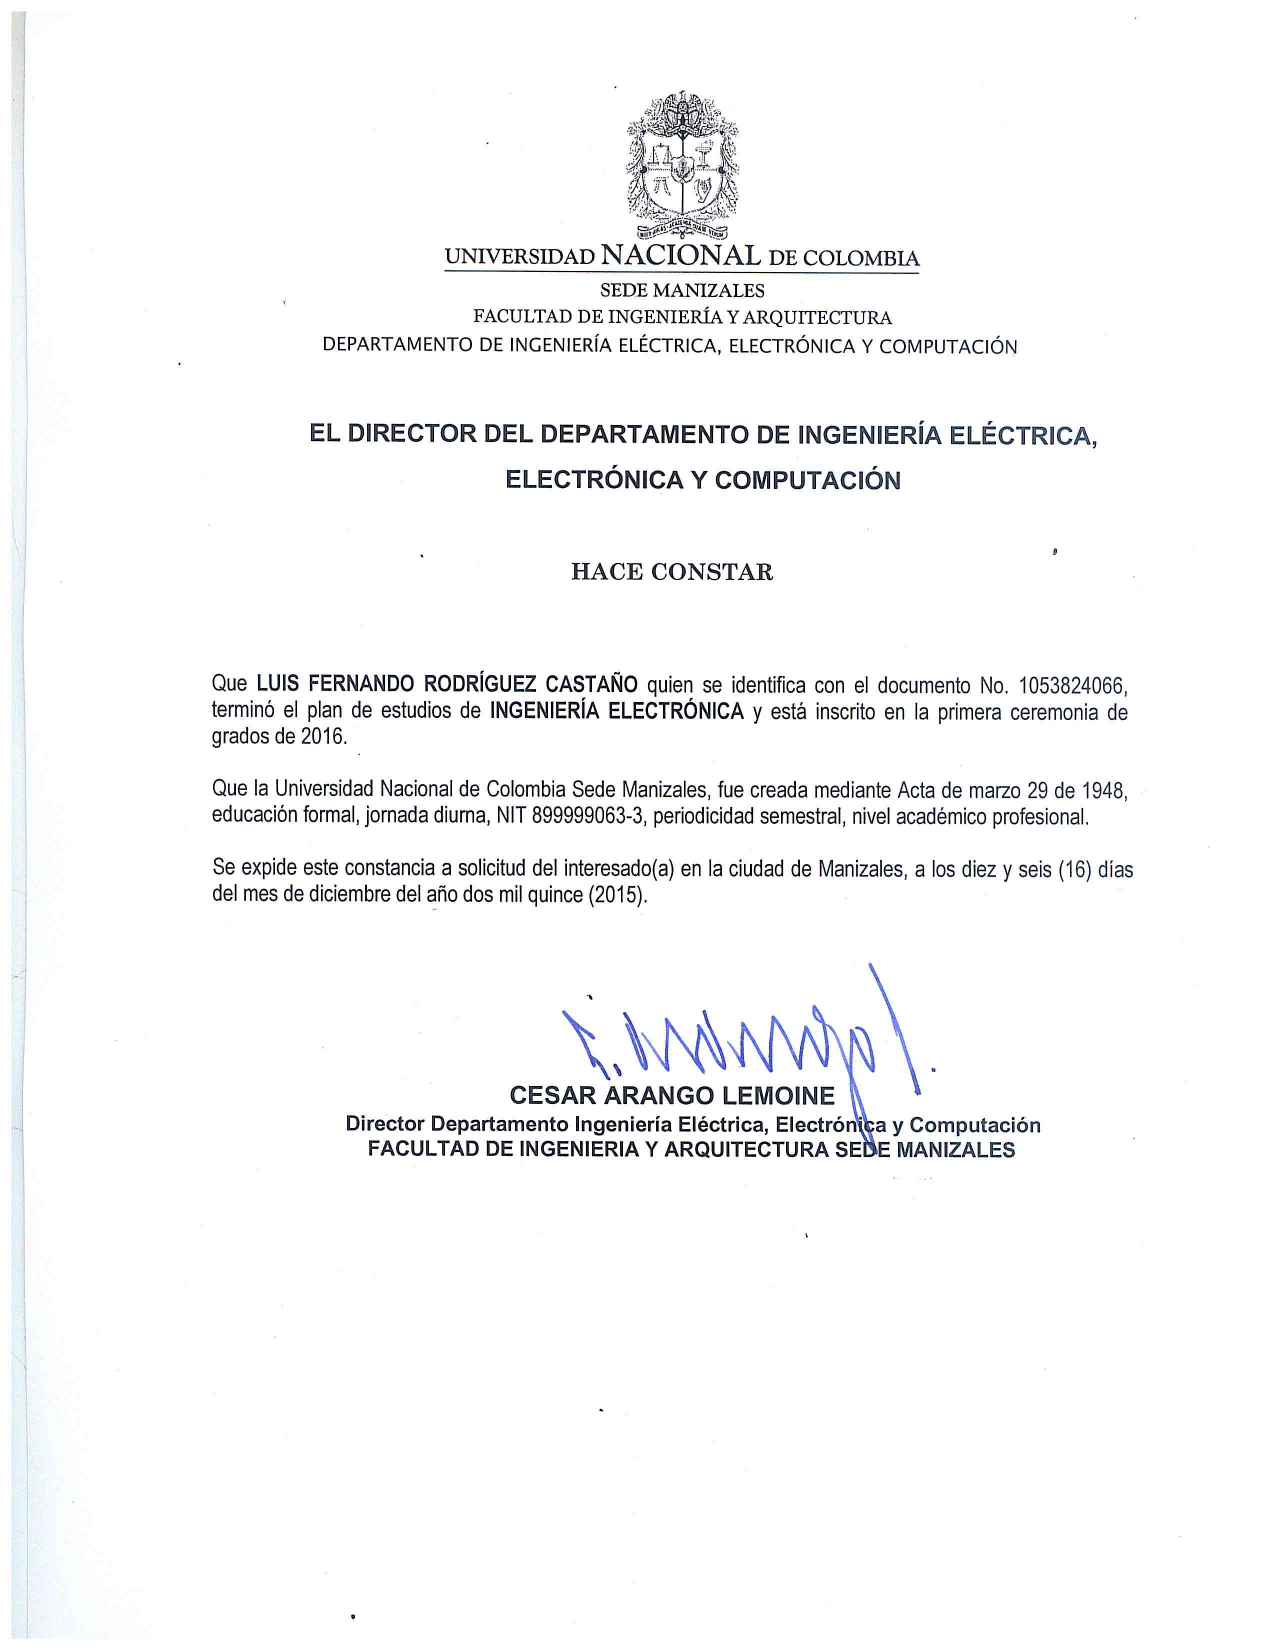 UNIVERSIDAD NACIONAL DE COLOMBIA
SEDE MANIZALES
FACULTAD DE INGENIERÍA Y ARQUITECTURA
DEPARTAMENTO DE INGENIERÍA ELÉCTRICA, ELECTRÓNICA Y COMPUTACIÓN
EL DIRECTOR DEL DEPARTAMENTO DE INGENIERÍA ELÉCTRICA,
ELECTRÓNICA Y COMPUTACIÓN
HACE CONSTAR
Que LUIS FERNANDO RODRÍGUEZ CASTAÑO quien se identifica con el documento No. 1053824066,
terminó el plan de estudios de INGENIERÍA ELECTRÓNICA y está inscrito en la primera ceremonia de
grados de 2016.
Que la Universidad Nacional de Colombia Sede Manizales, fue creada mediante Acta de marzo 29 de 1948,
educación formal, jornada diurna, NIT 899999063-3, periodicidad semestral, nivel académico profesional.
Se expide este constancia a solicitud del interesado(a) en la ciudad de Manizales, a los diez y seis (16) días
del mes de diciembre del año dos mil quince (2015).
CESAR ARANGO LEMOINE
Director Departamento Ingeniería Eléctrica, Electrónica y Computación
FACULTAD DE INGENIERIA Y ARQUITECTURA SEDE MANIZALES